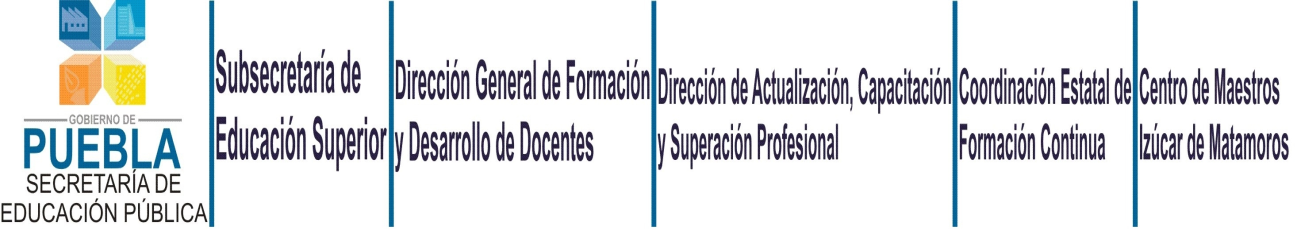 GOBIERNO DE
PUEBLA
SECRETARÍA DE
EDUCACIÓN PÚBLICA
Subsecretaría de
Educación Superior
Dirección General de Formación
y Desarrollo de Docentes
Dirección de Actualización, Capacitación
y Superación Profesional
Coordinación Estatal de
Formación Continua
Centro de Maestros
Izúcar de Matamoros